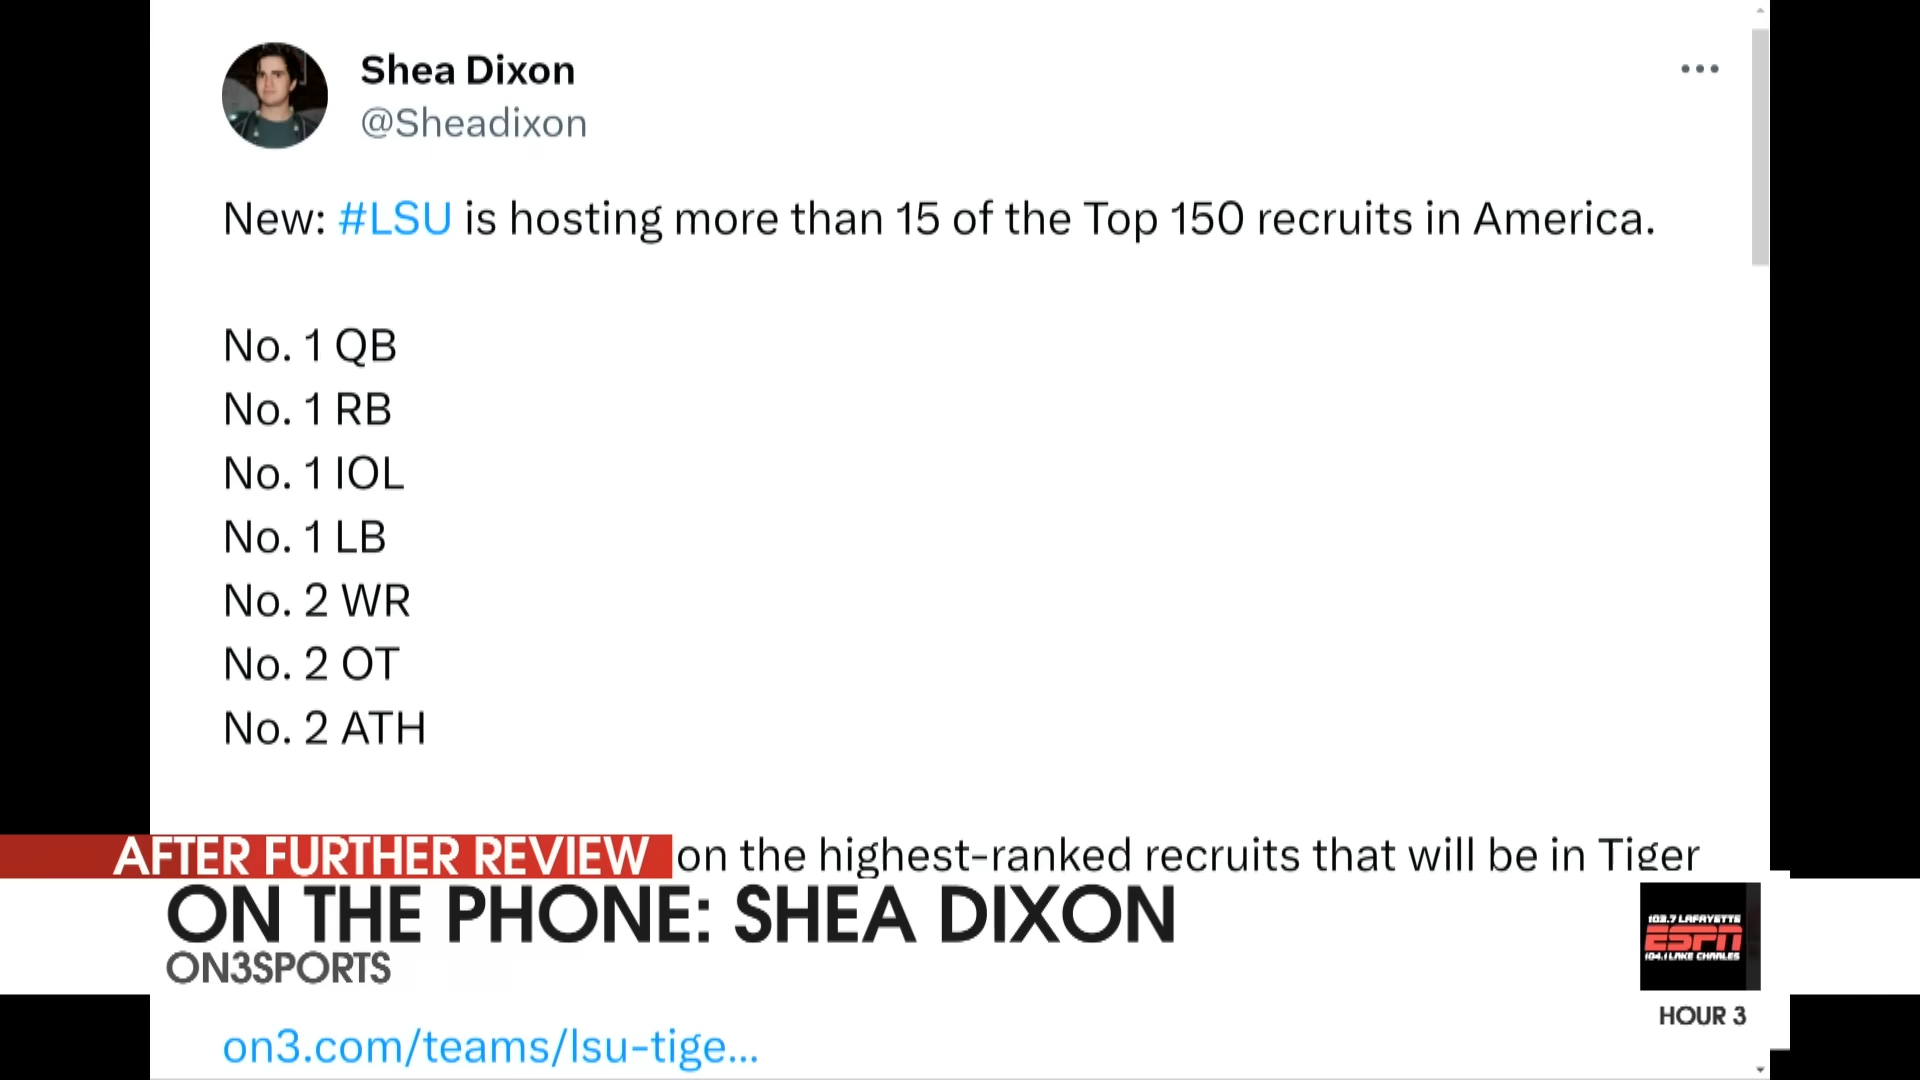 Shea Dixon
@Sheadixon
New: #LSU is hosting more than 15 of the Top 150 recruits in America.
No. 1 QB
No. 1 RB
No. 1 IOL
No. 1 LB
No. 2 WR
No. 2 OT
No. 2 ATH
AFTER FURTHER REVIEW on the highest-ranked recruits that will be in Tiger
ON THE PHONE: SHEA DIXON
ON3SPORTS
103.7 LAFAYETTE
ESPN
104.1 LAKE CHARLES
HOUR 3
on3.com/teams/lsu-tige...